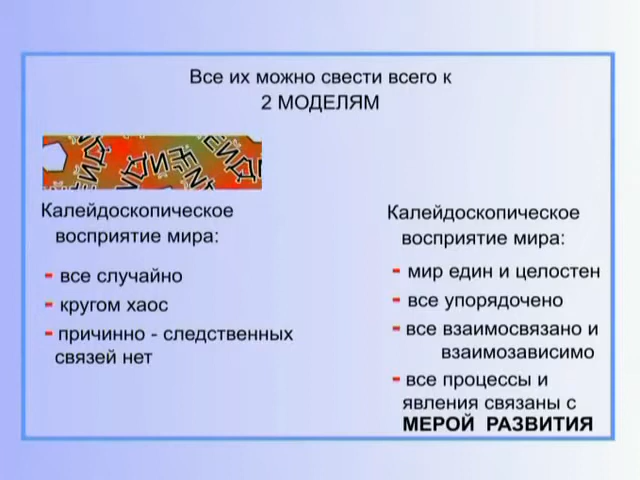 Все их можно свести всего к
2 МОДЕЛЯМ
Калейдоскопическое
восприятие мира:
- все случайно
- кругом хаос
- причинно - следственных
связей нет
Калейдоскопическое
восприятие мира:
- мир един и целостен
- все упорядочено
- все взаимосвязано и
взаимозависимо
- все процессы и
явления связаны с
МЕРОЙ РАЗВИТИЯ